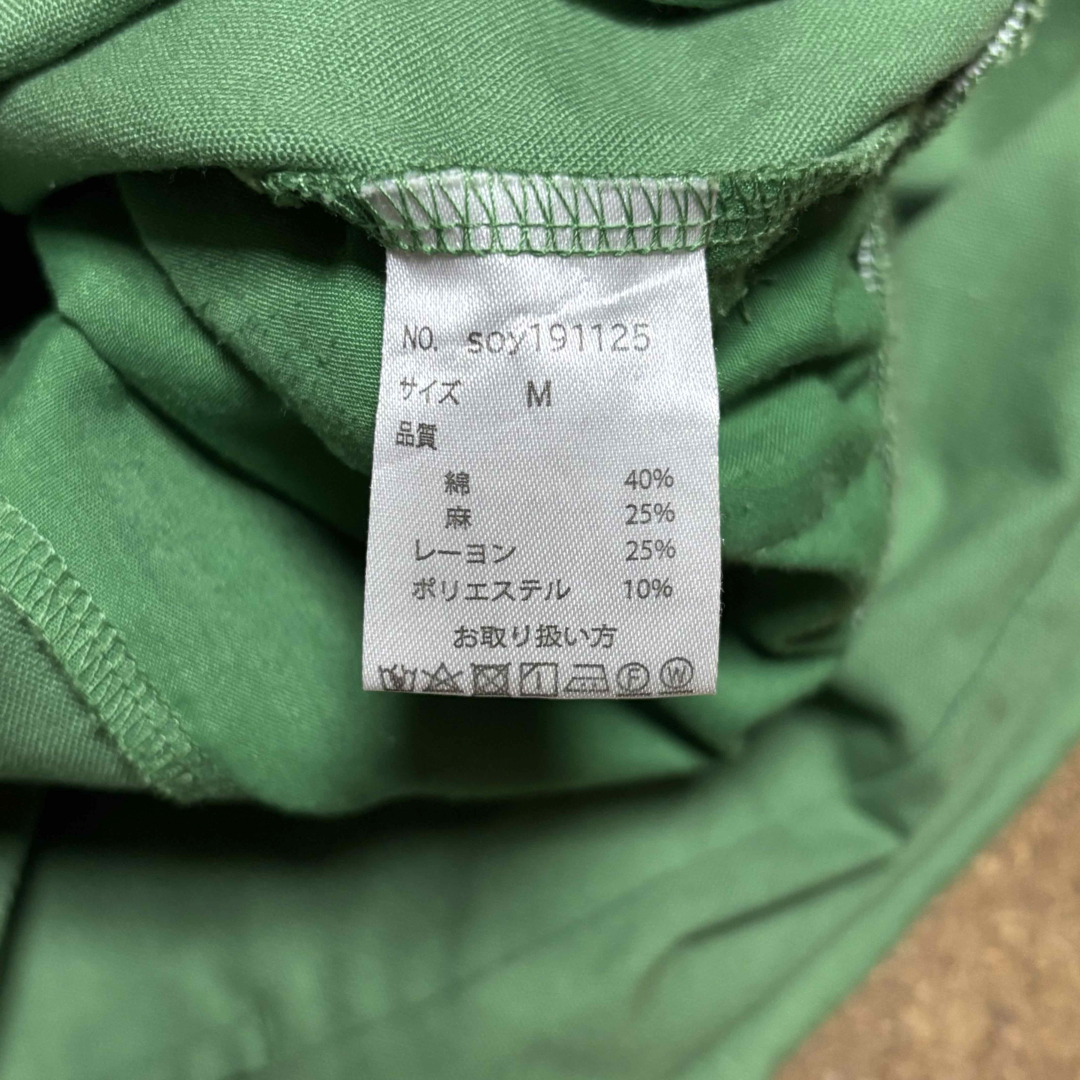 NO. soy191125
サイズ M
品質
綿 40%
麻 25%
レーヨン 25%
ポリエステル 10%
お取り扱い方
F W